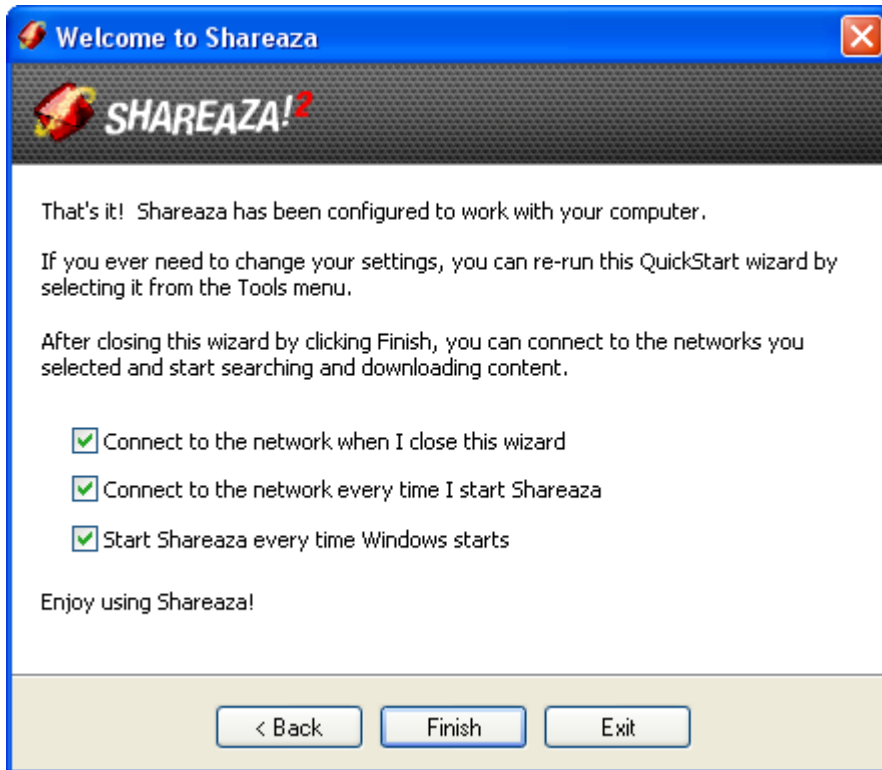 Welcome to Shareaza
SHAREAZA!2
That's it!  Shareaza has been configured to work with your computer.
If you ever need to change your settings, you can re-run this QuickStart wizard by
selecting it from the Tools menu.
After closing this wizard by clicking Finish, you can connect to the networks you
selected and start searching and downloading content.
Connect to the network when I close this wizard
Connect to the network every time I start Shareaza
Start Shareaza every time Windows starts
Enjoy using Shareaza!
< Back
Finish
Exit